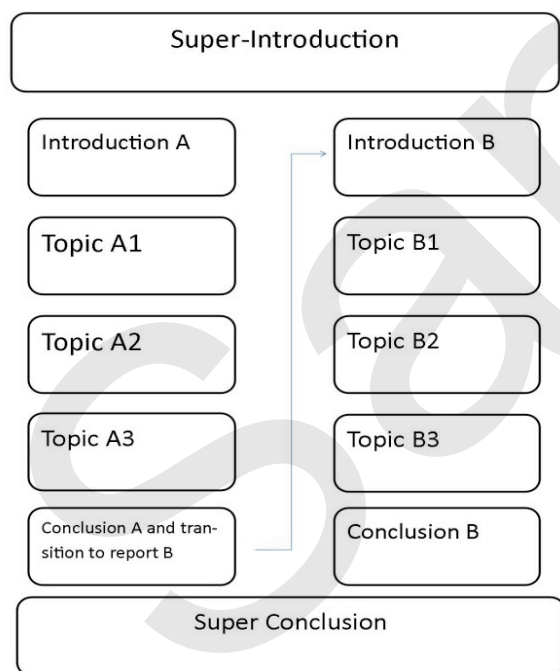 Super-Introduction
Introduction A
Topic A1
Topic A2
Topic A3
Conclusion A and tran-
sition to report B
Introduction B
Topic B1
Topic B2
Topic B3
Conclusion B
Super Conclusion